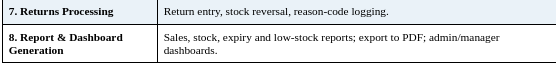 7. Returns Processing
Return entry, stock reversal, reason-code logging.
8. Report & Dashboard
Generation
Sales, stock, expiry and low-stock reports; export to PDF; admin/manager
dashboards.